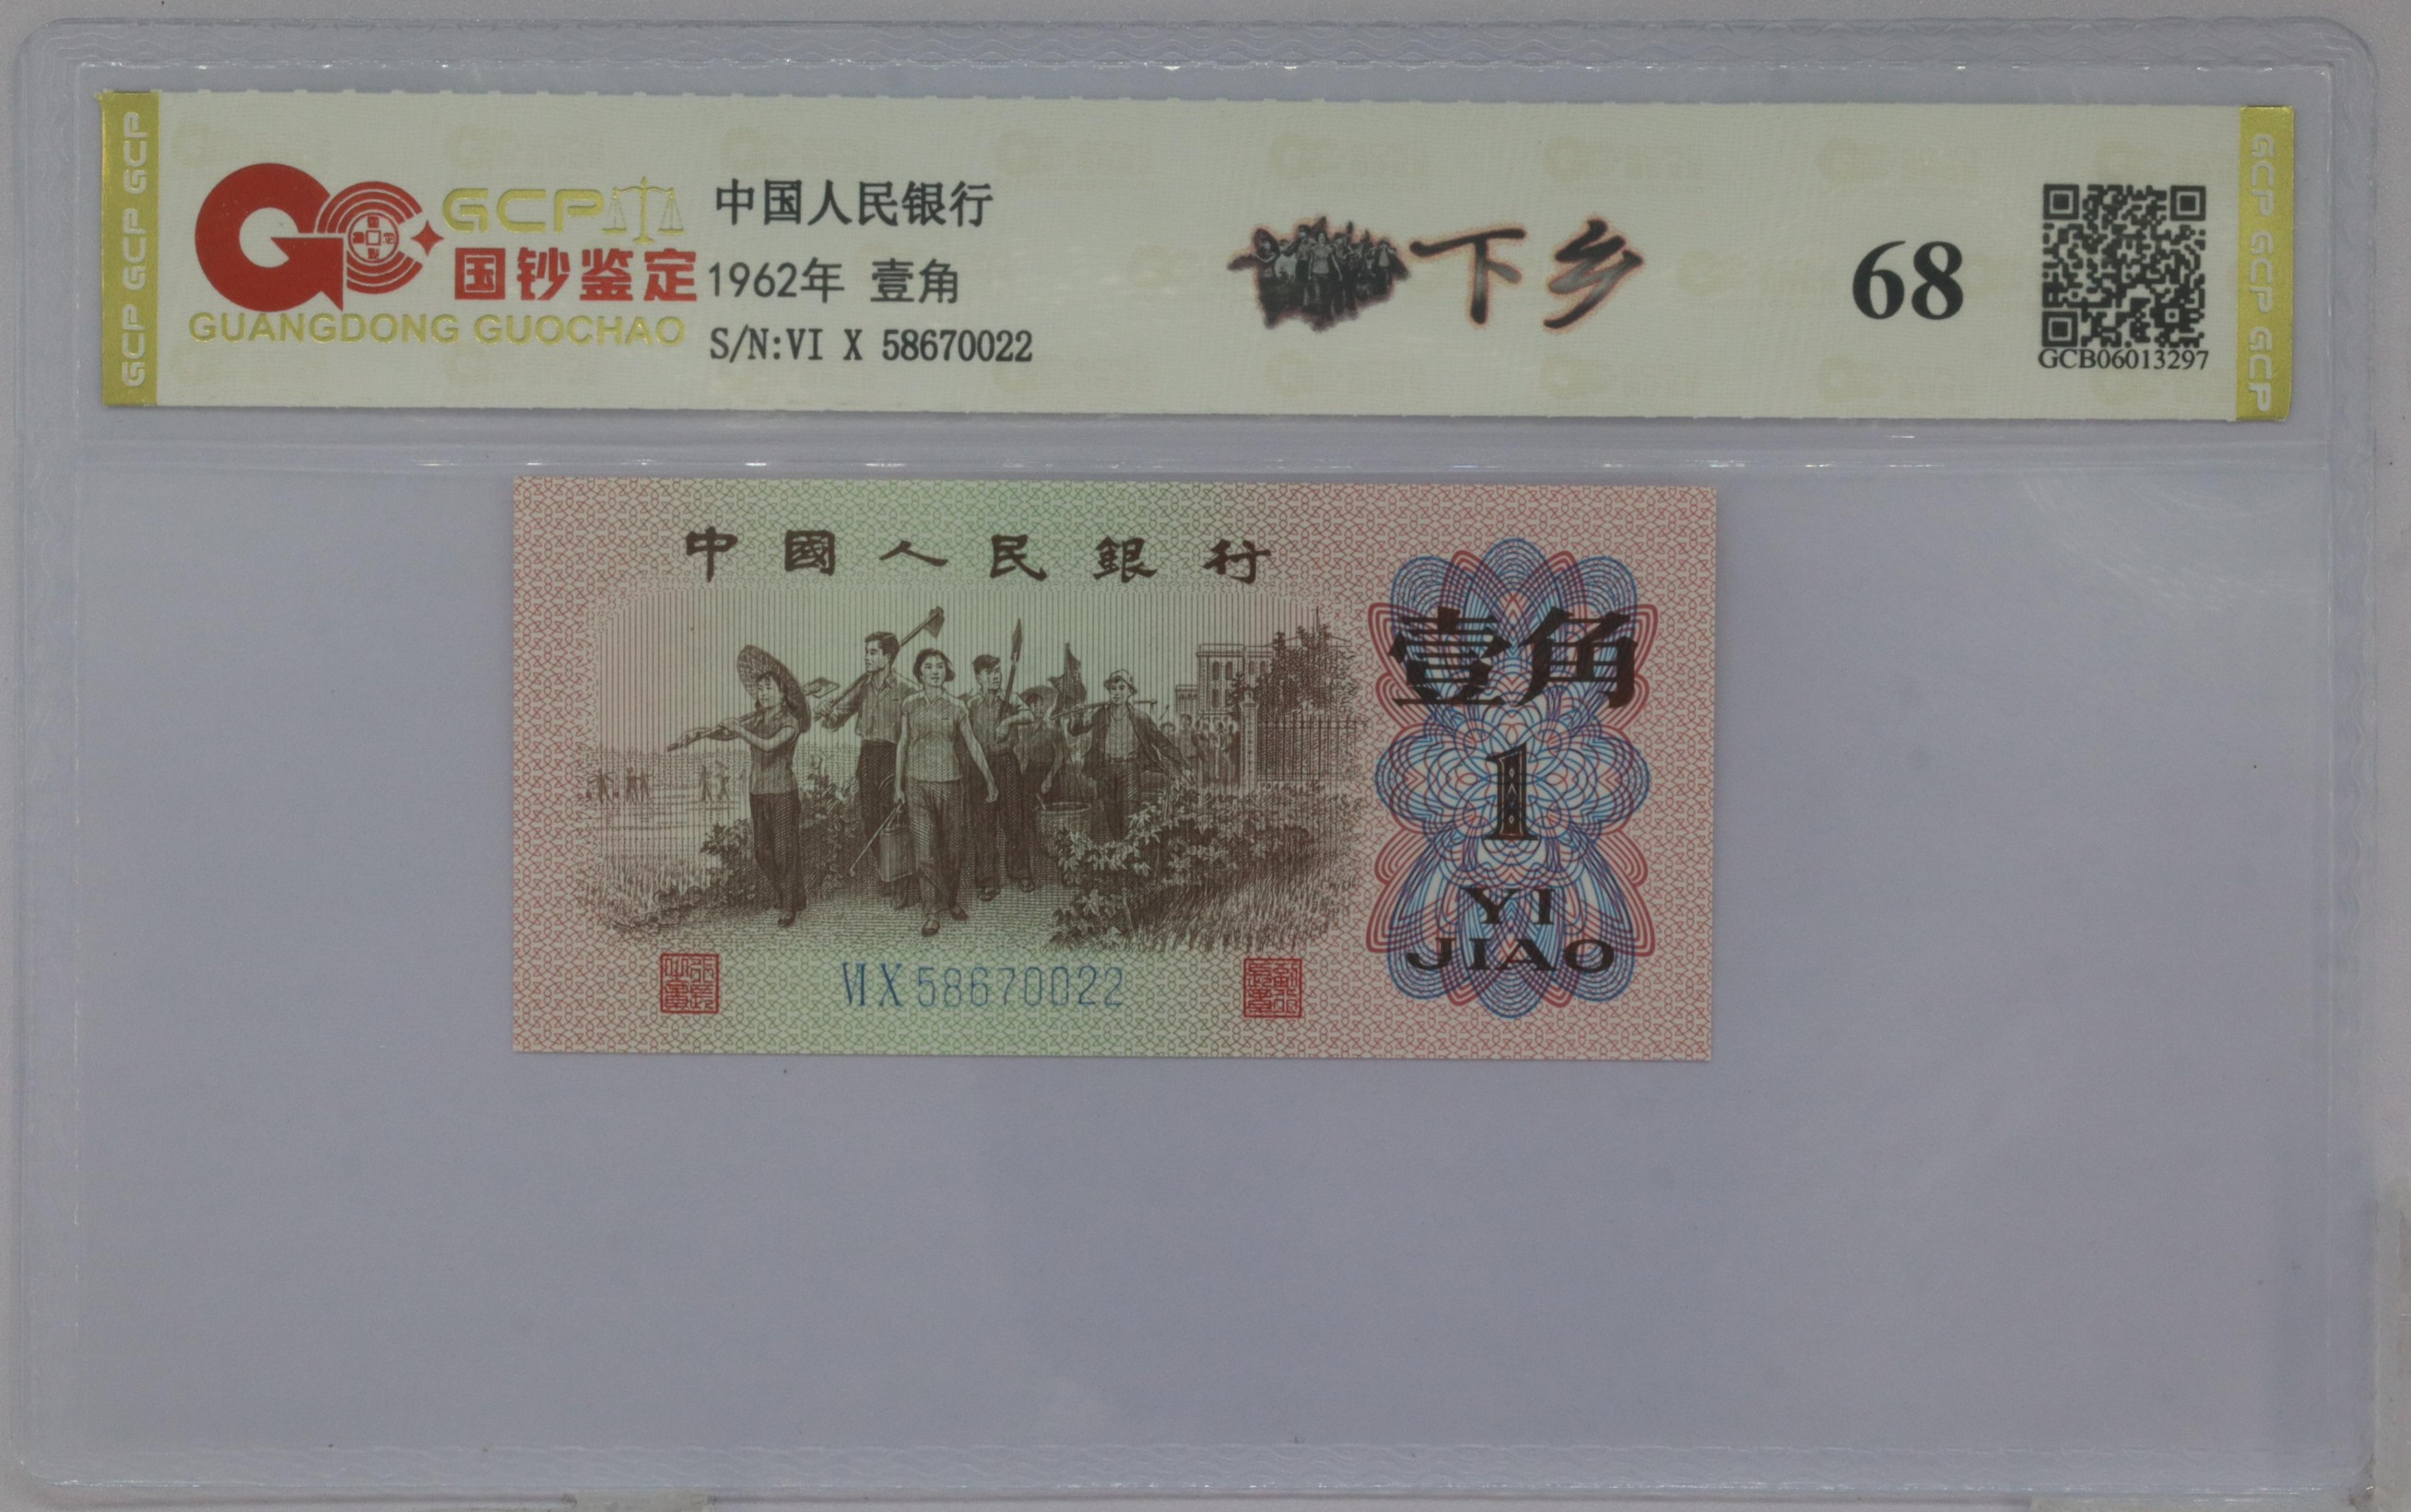 GCP GCP GCP
GCP
国钞鉴定
GUANGDONG GUOCHAO
中国人民银行
1962年 壹角
S/N:VI X 58670022
下乡
68
GCB06013297
GCP GCP GCP
中國人民銀行
壹角
1
YI
JIAO
VI X 58670022